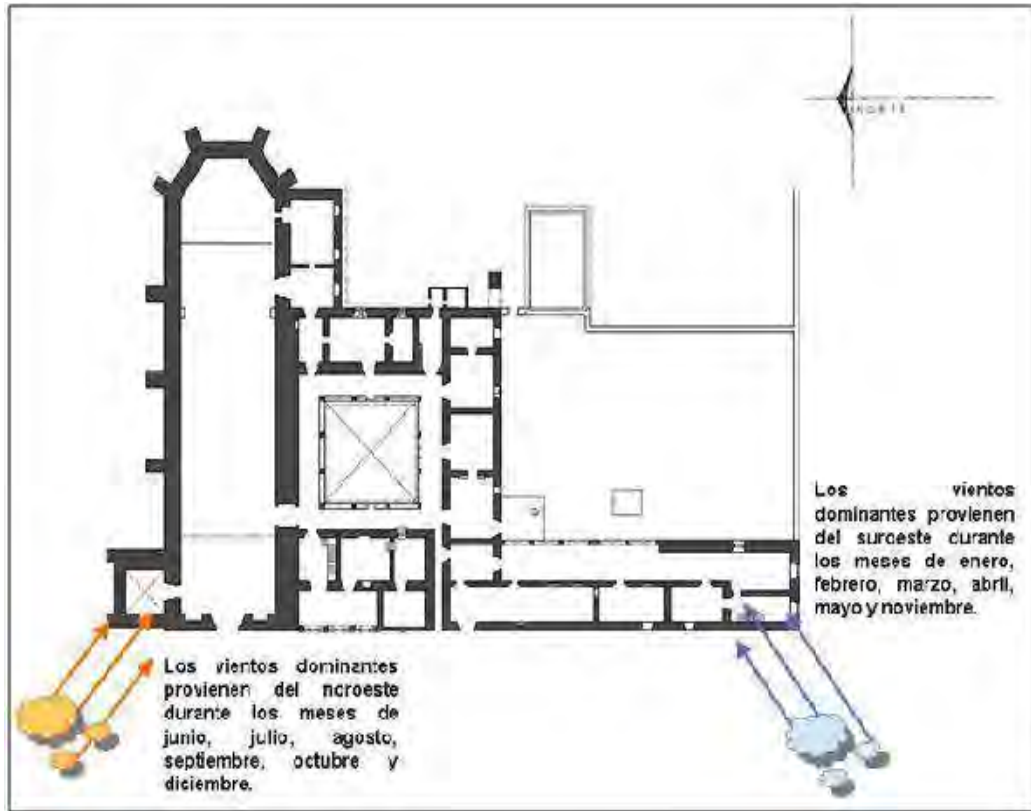 NORTE
Los vientos
dominantes provienen
del suroeste durante
los meses de enero,
febrero, marzo, abril,
mayo y noviembre.
Los vientos dominantes
provienen del noroeste
durante los meses de
junio, julio, agosto,
septiembre, octubre y
diciembre.